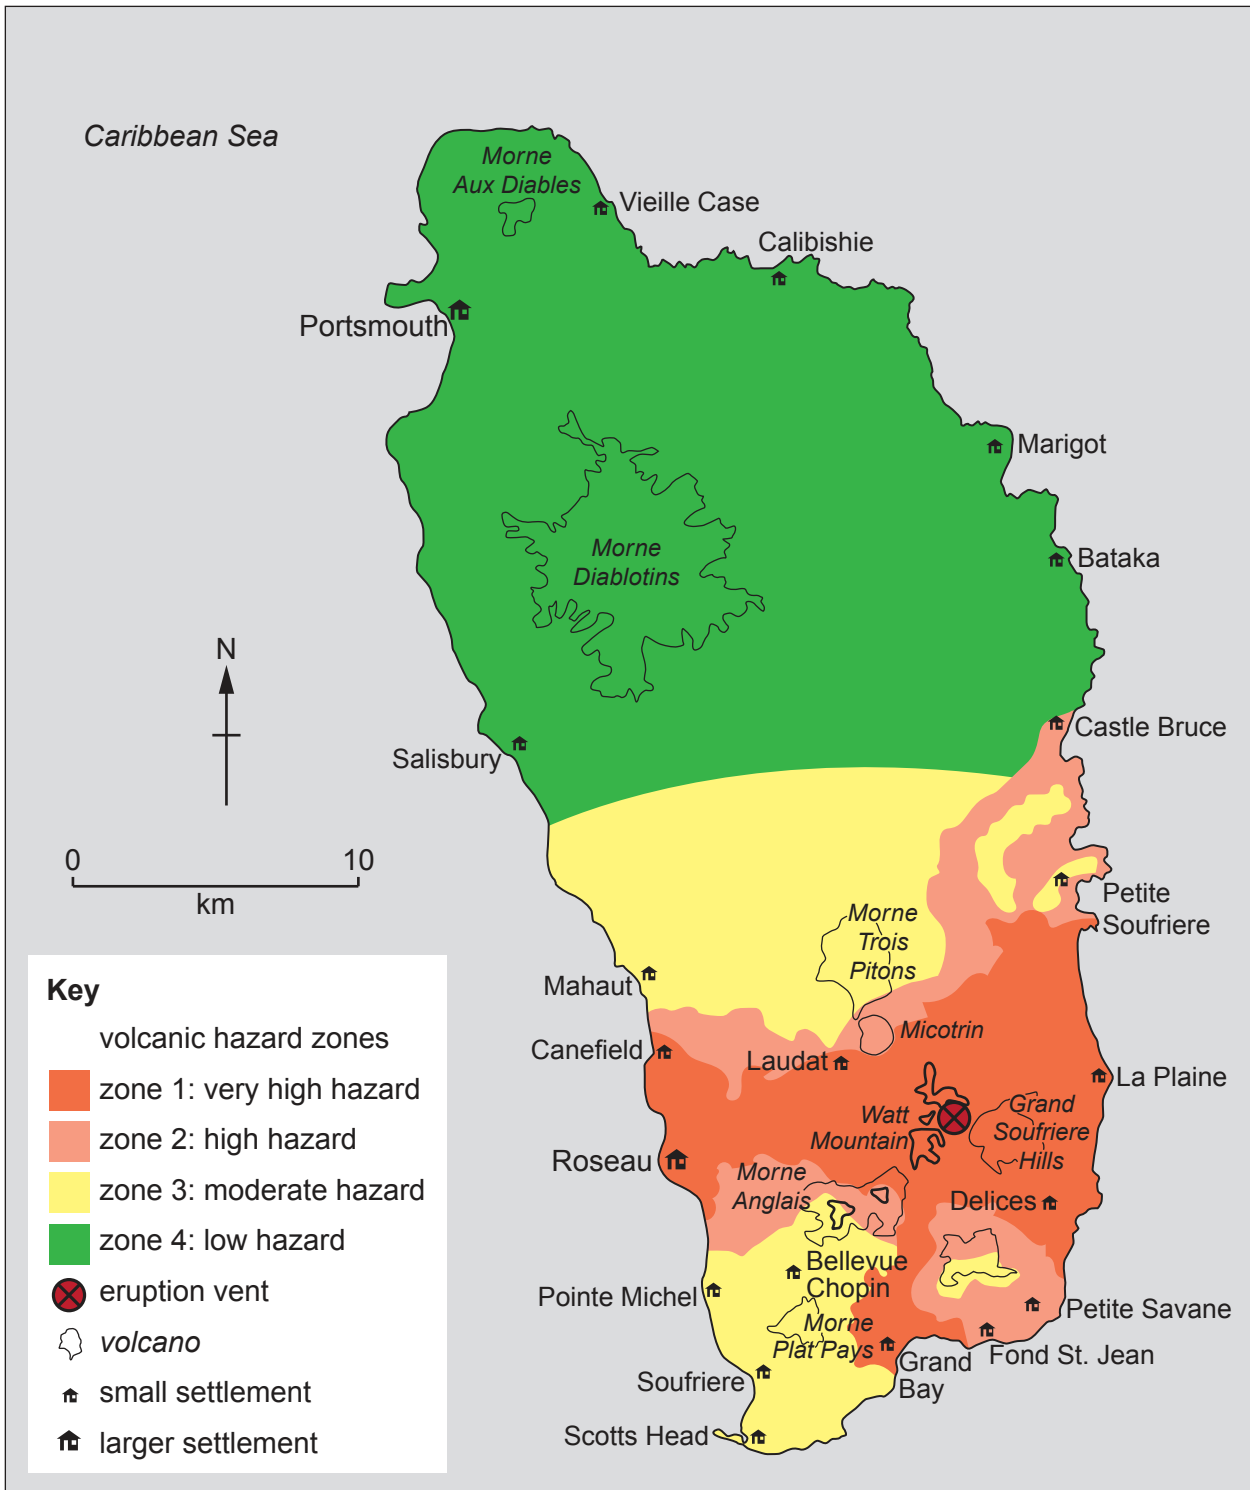 Caribbean Sea
Morne
Aux Diables
Vieille Case
Calibishie
Portsmouth
Marigot
Morne
Diablotins
Bataka
N
Castle Bruce
Salisbury
0 10
km
Petite
Soufriere
Morne
Trois
Pitons
Mahaut
Micotrin
Canefield
Laudat
La Plaine
Watt
Mountain
Grand
Soufriere
Hills
Roseau
Morne
Anglais
Delices
Bellevue
Chopin
Pointe Michel
Petite Savane
Morne
Plat Pays
Fond St. Jean
Grand
Bay
Soufriere
Scotts Head
Key
volcanic hazard zones
zone 1: very high hazard
zone 2: high hazard
zone 3: moderate hazard
zone 4: low hazard
eruption vent
volcano
small settlement
larger settlement